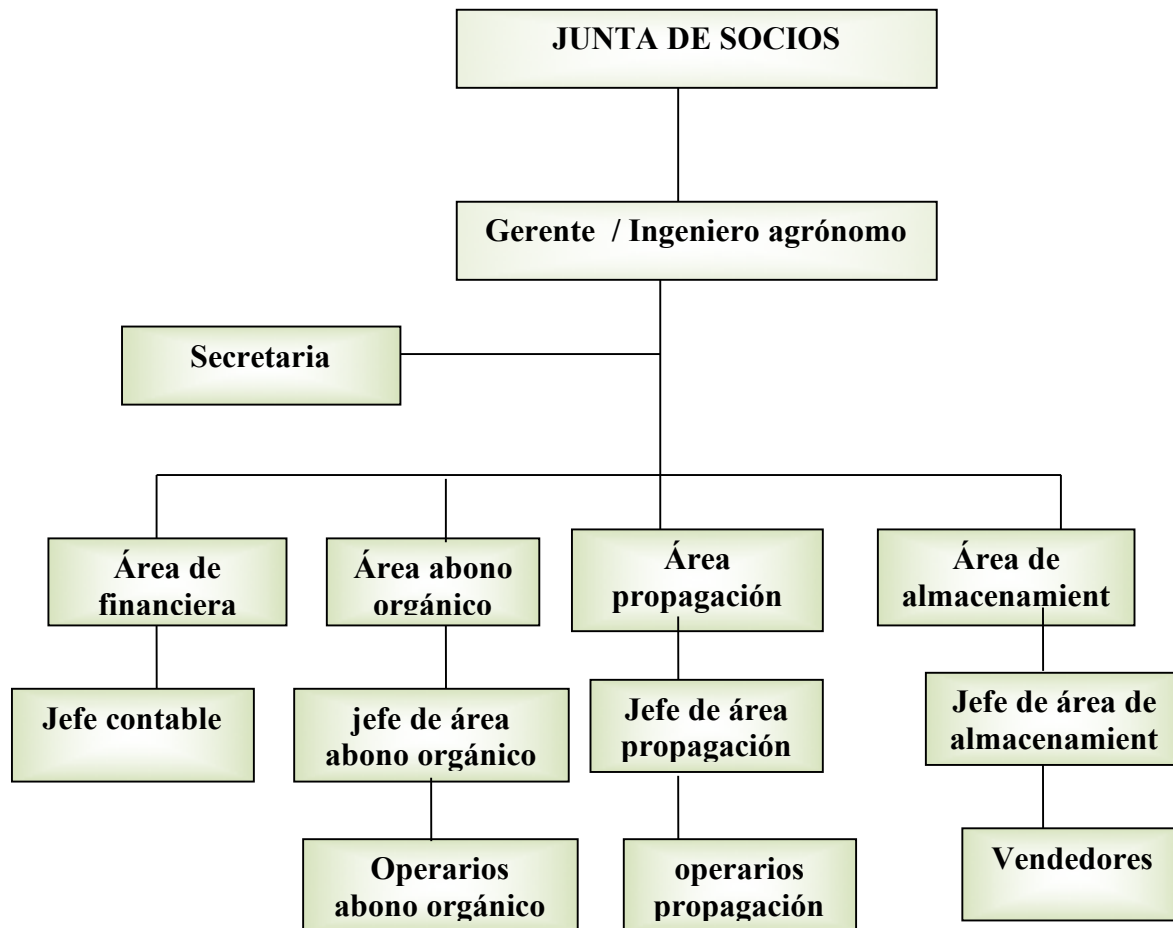 JUNTA DE SOCIOS
Gerente / Ingeniero agrónomo
Secretaria
Área de
financiera
Área abono
orgánico
Área
propagación
Área de
almacenamient
Jefe contable
jefe de área
abono orgánico
Jefe de área
propagación
Jefe de área de
almacenamient
Operarios
abono orgánico
operarios
propagación
Vendedores